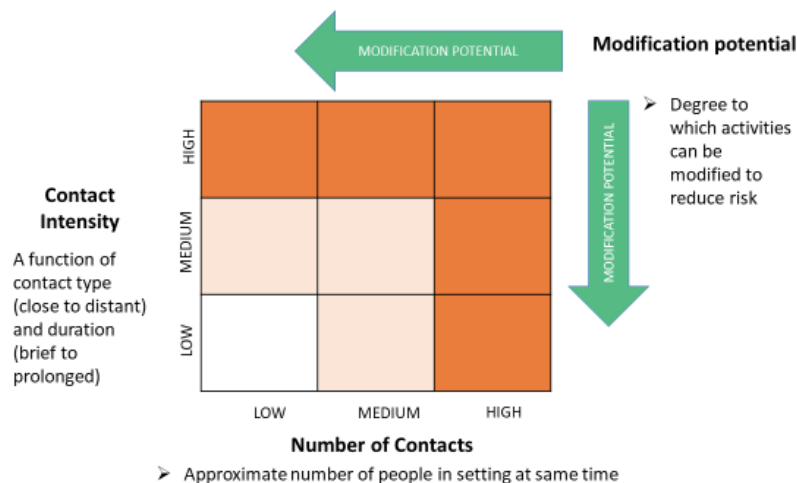 MODIFICATION POTENTIAL
Modification potential
➢ Degree to
which activities
can be
modified to
reduce risk
MODIFICATION POTENTIAL
Contact
Intensity
A function of
contact type
(close to distant)
and duration
(brief to
prolonged)
HIGH
MEDIUM
LOW
LOW
MEDIUM
HIGH
Number of Contacts
➢ Approximate number of people in setting at same time